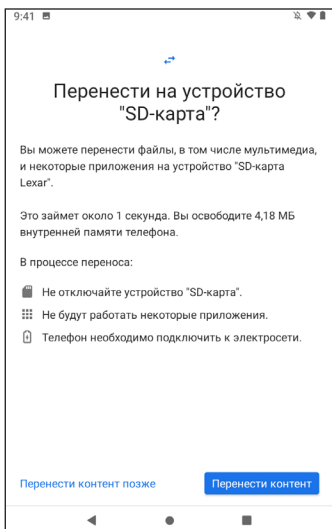 9:41
Перенести на устройство
"SD-карта"?
Вы можете перенести файлы, в том числе мультимедиа,
и некоторые приложения на устройство "SD-карта
Lexar".
Это займет около 1 секунда. Вы освободите 4,18 МБ
внутренней памяти телефона.
В процессе переноса:
Не отключайте устройство "SD-карта".
Не будут работать некоторые приложения.
Телефон необходимо подключить к электросети.
Перенести контент позже
Перенести контент